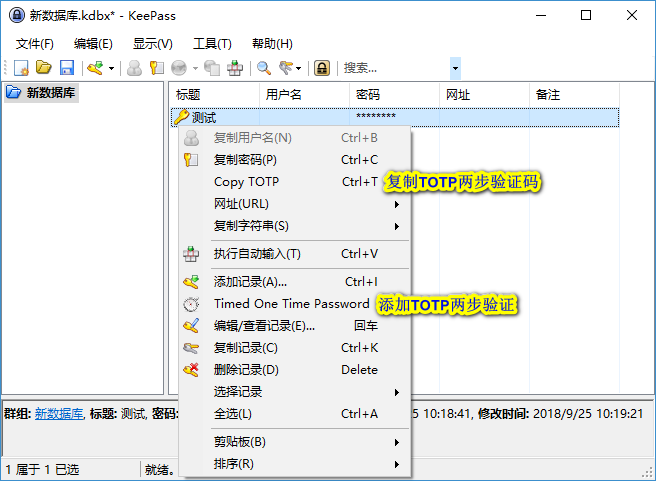 新数据库.kdbx* - KeePass
文件(F) 编辑(E) 显示(V) 工具(T) 帮助(H)
搜索...
新数据库
标题 用户名 密码 网址 备注
测试 ********
复制用户名(N) Ctrl+B
复制密码(P) Ctrl+C
Copy TOTP Ctrl+T 复制TOTP两步验证码
网址(URL)
复制字符串(S)
执行自动输入(T) Ctrl+V
添加记录(A)... Ctrl+I
Timed One Time Password 添加TOTP两步验证
编辑/查看记录(E)... 回车
复制记录(C) Ctrl+K
删除记录(D) Delete
选择记录
全选(L) Ctrl+A
剪贴板(B)
排序(R)
群组: 新数据库, 标题: 测试, 密码: 5 10:18:41, 修改时间: 2018/9/25 10:19:21
1 属于 1 已选 就绪。